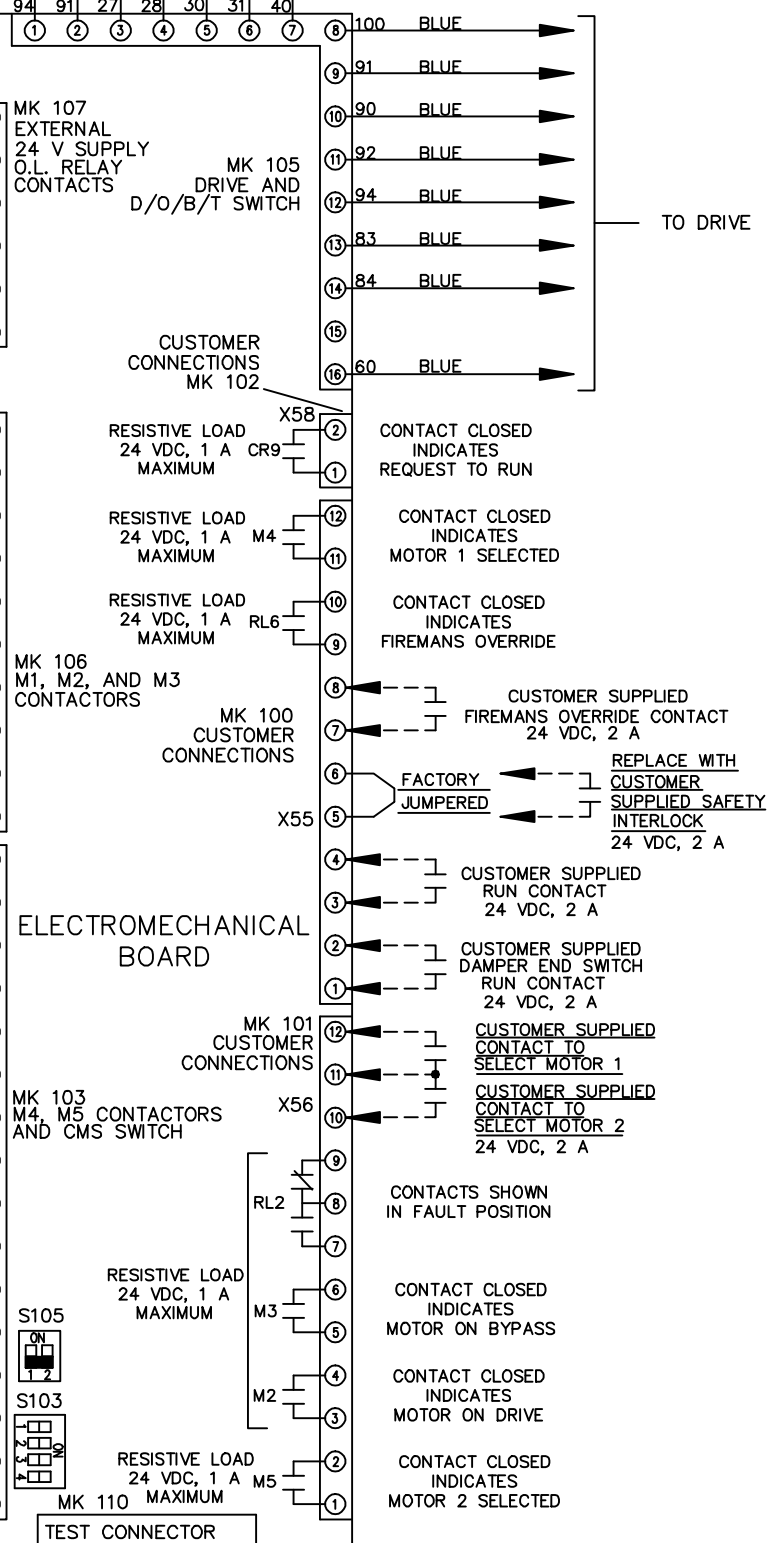 94 91 27 28 30 31 40
1 2 3 4 5 6 7 8 100 BLUE
9 91 BLUE
10 90 BLUE
11 92 BLUE
12 94 BLUE
13 83 BLUE
14 84 BLUE
15
16 60 BLUE
TO DRIVE
MK 107
EXTERNAL
24 V SUPPLY
O.L. RELAY
CONTACTS
MK 105
DRIVE AND
D/O/B/T SWITCH
CUSTOMER
CONNECTIONS
MK 102
X58
RESISTIVE LOAD
24 VDC, 1 A
MAXIMUM
CR9
2
1
CONTACT CLOSED
INDICATES
REQUEST TO RUN
RESISTIVE LOAD
24 VDC, 1 A
MAXIMUM
M4
12
11
CONTACT CLOSED
INDICATES
MOTOR 1 SELECTED
RESISTIVE LOAD
24 VDC, 1 A
MAXIMUM
RL6
10
9
CONTACT CLOSED
INDICATES
FIREMANS OVERRIDE
MK 106
M1, M2, AND M3
CONTACTORS
MK 100
CUSTOMER
CONNECTIONS
8
7
CUSTOMER SUPPLIED
FIREMANS OVERRIDE CONTACT
24 VDC, 2 A
X55
6
5
FACTORY
JUMPERED
REPLACE WITH
CUSTOMER
SUPPLIED SAFETY
INTERLOCK
24 VDC, 2 A
4
3
CUSTOMER SUPPLIED
RUN CONTACT
24 VDC, 2 A
ELECTROMECHANICAL
BOARD
2
1
CUSTOMER SUPPLIED
DAMPER END SWITCH
RUN CONTACT
24 VDC, 2 A
MK 101
CUSTOMER
CONNECTIONS
X56
12
11
10
CUSTOMER SUPPLIED
CONTACT TO
SELECT MOTOR 1
CUSTOMER SUPPLIED
CONTACT TO
SELECT MOTOR 2
24 VDC, 2 A
MK 103
M4, M5 CONTACTORS
AND CMS SWITCH
RL2
9
8
7
CONTACTS SHOWN
IN FAULT POSITION
RESISTIVE LOAD
24 VDC, 1 A
MAXIMUM
M3
6
5
CONTACT CLOSED
INDICATES
MOTOR ON BYPASS
M2
4
3
CONTACT CLOSED
INDICATES
MOTOR ON DRIVE
S105
ON
1 2
S103
1
2
3
4
ON
RESISTIVE LOAD
24 VDC, 1 A
MAXIMUM
M5
2
1
CONTACT CLOSED
INDICATES
MOTOR 2 SELECTED
MK 110
TEST CONNECTOR